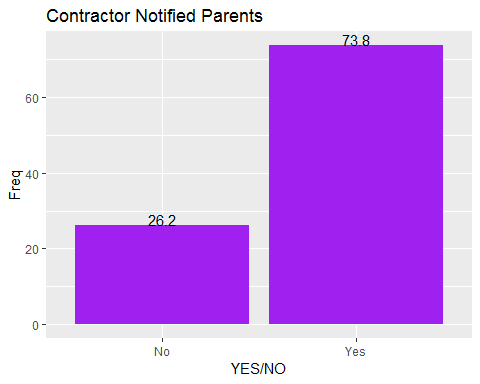 Contractor Notified Parents
73.8
60
40
Freq
26.2
20
0
No
Yes
YES/NO